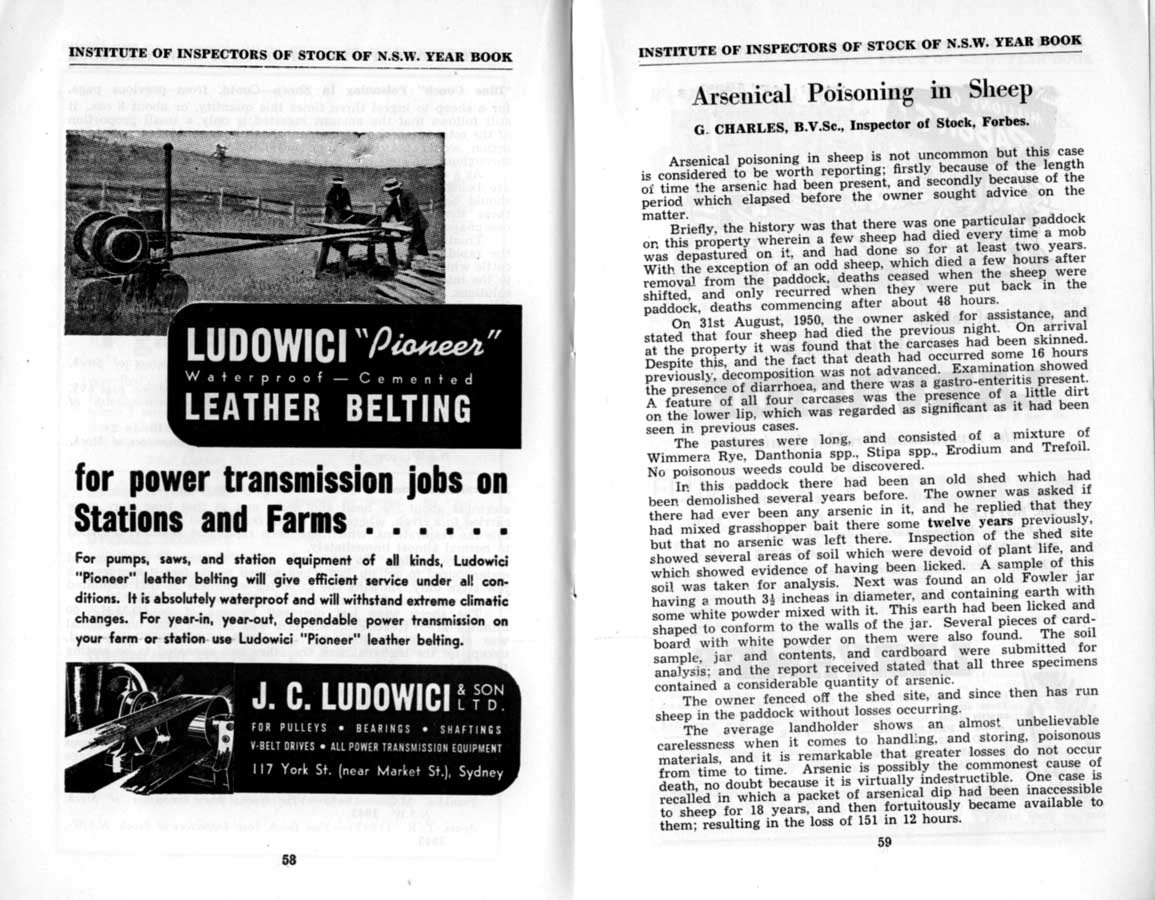 INSTITUTE OF INSPECTORS OF STOCK OF N.S.W. YEAR BOOK
LUDOWICI "Pioneer"
Waterproof — Cemented
LEATHER BELTING
for power transmission jobs on
Stations and Farms . . . . . . .
For pumps, saws, and station equipment of all kinds, Ludowici
"Pioneer" leather belting will give efficient service under all con-
ditions. It is absolutely waterproof and will withstand extreme climatic
changes. For year-in, year-out, dependable power transmission on
your farm or station use Ludowici "Pioneer" leather belting.
J. C. LUDOWICI & SON LTD.
FOR PULLEYS • BEARINGS • SHAFTINGS
V-BELT DRIVES • ALL POWER TRANSMISSION EQUIPMENT
117 York St. (near Market St.), Sydney
58
INSTITUTE OF INSPECTORS OF STOCK OF N.S.W. YEAR BOOK
Arsenical Poisoning in Sheep
G. CHARLES, B.V.Sc., Inspector of Stock, Forbes.
Arsenical poisoning in sheep is not uncommon but this case
is considered to be worth reporting; firstly because of the length
of time the arsenic had been present, and secondly because of the
period which elapsed before the owner sought advice on the
matter.
Briefly, the history was that there was one particular paddock
on this property wherein a few sheep had died every time a mob
was depastured on it, and had done so for at least two years.
With the exception of an odd sheep, which died a few hours after
removal from the paddock, deaths ceased when the sheep were
shifted, and only recurred when they were put back in the
paddock, deaths commencing after about 48 hours.
On 31st August, 1950, the owner asked for assistance, and
stated that four sheep had died the previous night. On arrival
at the property it was found that the carcases had been skinned.
Despite this, and the fact that death had occurred some 16 hours
previously, decomposition was not advanced. Examination showed
the presence of diarrhoea, and there was a gastro-enteritis present.
A feature of all four carcases was the presence of a little dirt
on the lower lip, which was regarded as significant as it had been
seen in previous cases.
The pastures were long, and consisted of a mixture of
Wimmera Rye, Danthonia spp., Stipa spp., Erodium and Trefoil.
No poisonous weeds could be discovered.
In this paddock there had been an old shed which had
been demolished several years before. The owner was asked if
there had ever been any arsenic in it, and he replied that they
had mixed grasshopper bait there some twelve years previously,
but that no arsenic was left there. Inspection of the shed site
showed several areas of soil which were devoid of plant life, and
which showed evidence of having been licked. A sample of this
soil was taken for analysis. Next was found an old Fowler jar
having a mouth 3½ incheas in diameter, and containing earth with
some white powder mixed with it. This earth had been licked and
shaped to conform to the walls of the jar. Several pieces of card-
board with white powder on them were also found. The soil
sample, jar and contents, and cardboard were submitted for
analysis; and the report received stated that all three specimens
contained a considerable quantity of arsenic.
The owner fenced off the shed site, and since then has run
sheep in the paddock without losses occurring.
The average landholder shows an almost unbelievable
carelessness when it comes to handling, and storing, poisonous
materials, and it is remarkable that greater losses do not occur
from time to time. Arsenic is possibly the commonest cause of
death, no doubt because it is virtually indestructible. One case is
recalled in which a packet of arsenical dip had been inaccessible
to sheep for 18 years, and then fortuitously became available to
them; resulting in the loss of 151 in 12 hours.
59